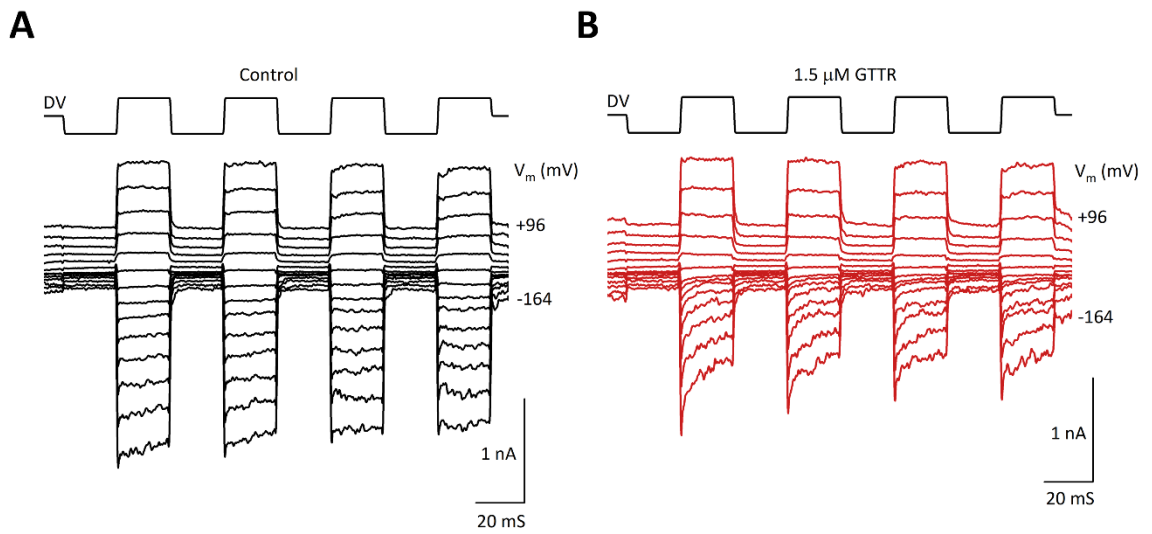 A
B
Control
1.5 μM GTTR
DV
DV
Vm (mV)
Vm (mV)
+96
+96
-164
-164
1 nA
1 nA
20 mS
20 mS